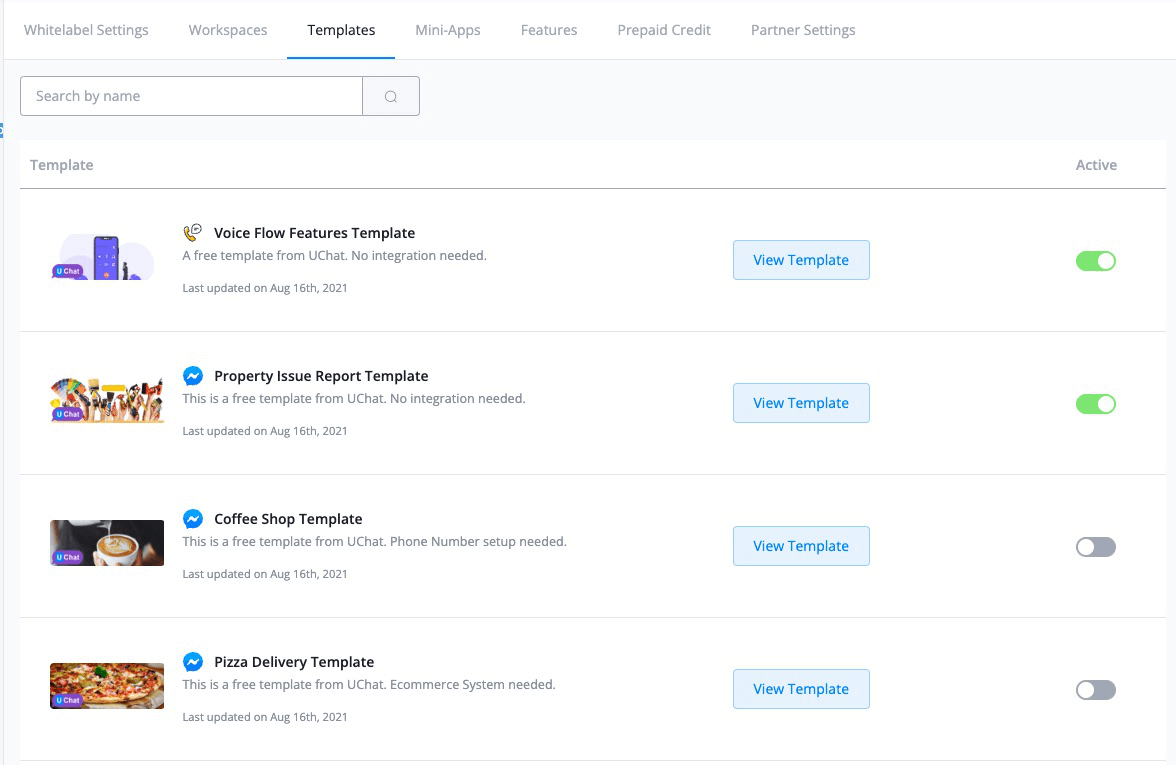 Whitelabel Settings Workspaces Templates Mini-Apps Features Prepaid Credit Partner Settings
Search by name
Template Active
Voice Flow Features Template
A free template from UChat. No integration needed.
View Template
U Chat
Last updated on Aug 16th, 2021
Property Issue Report Template
This is a free template from UChat. No integration needed.
View Template
U Chat
Last updated on Aug 16th, 2021
Coffee Shop Template
This is a free template from UChat. Phone Number setup needed.
View Template
U Chat
Last updated on Aug 16th, 2021
Pizza Delivery Template
This is a free template from UChat. Ecommerce System needed.
View Template
U Chat
Last updated on Aug 16th, 2021